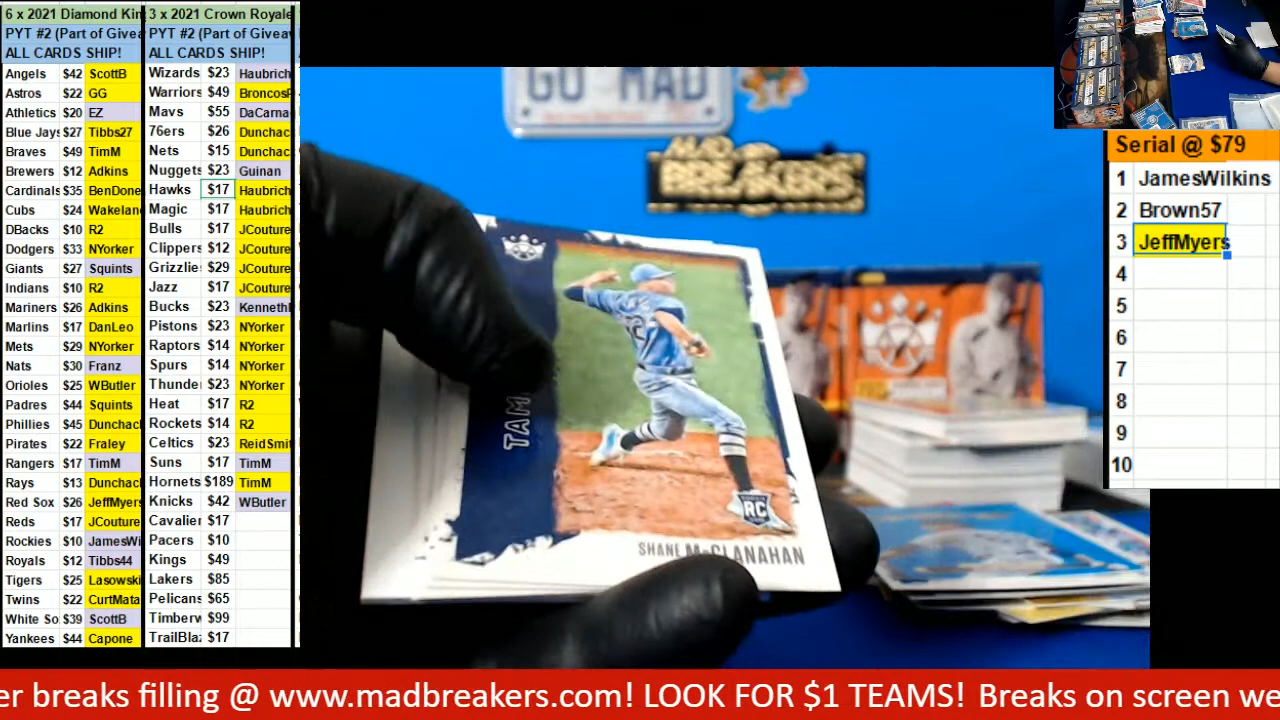 6 x 2021 Diamond Kin
PYT #2 (Part of Giveav
ALL CARDS SHIP!
Angels $42 ScottB
Astros $22 GG
Athletics $20 EZ
Blue Jays $27 Tibbs27
Braves $49 TimM
Brewers $12 Adkins
Cardinals $35 BenDone
Cubs $24 Wakelan
DBacks $10 R2
Dodgers $33 NYorker
Giants $27 Squints
Indians $10 R2
Mariners $26 Adkins
Marlins $17 DanLeo
Mets $29 NYorker
Nats $30 Franz
Orioles $25 WButler
Padres $44 Squints
Phillies $45 Dunchac
Pirates $22 Fraley
Rangers $17 TimM
Rays $13 Dunchac
Red Sox $26 JeffMyers
Reds $17 JCouture
Rockies $10 JamesWi
Royals $12 Tibbs44
Tigers $25 Lasowski
Twins $22 CurtMata
White So $39 ScottB
Yankees $44 Capone
3 x 2021 Crown Royale
PYT #2 (Part of Giveav
ALL CARDS SHIP!
Wizards $23 Haubrich
Warriors $49 BroncosF
Mavs $55 DaCarna
76ers $26 Dunchac
Nets $15 Dunchac
Nuggets $23 Guinan
Hawks $17 Haubrich
Magic $17 Haubrich
Bulls $17 JCouture
Clippers $12 JCouture
Grizzlie $29 JCouture
Jazz $17 JCouture
Bucks $23 Kenneth
Pistons $23 NYorker
Raptors $14 NYorker
Spurs $14 NYorker
Thunde $23 NYorker
Heat $17 R2
Rockets $14 R2
Celtics $23 ReidSmit
Suns $17 TimM
Hornets $189 TimM
Knicks $42 WButler
Cavalier $17
Pacers $10
Kings $49
Lakers $85
Pelicans $65
Timberw $99
TrailBlaz $17
GO MAD
MAD
BREAKERS
TAM
RC
SHANE McCLANAHAN
Serial @ $79
1 JamesWilkins
2 Brown57
3 JeffMyers
4
5
6
7
8
9
10
er breaks filling @ www.madbreakers.com! LOOK FOR $1 TEAMS! Breaks on screen we